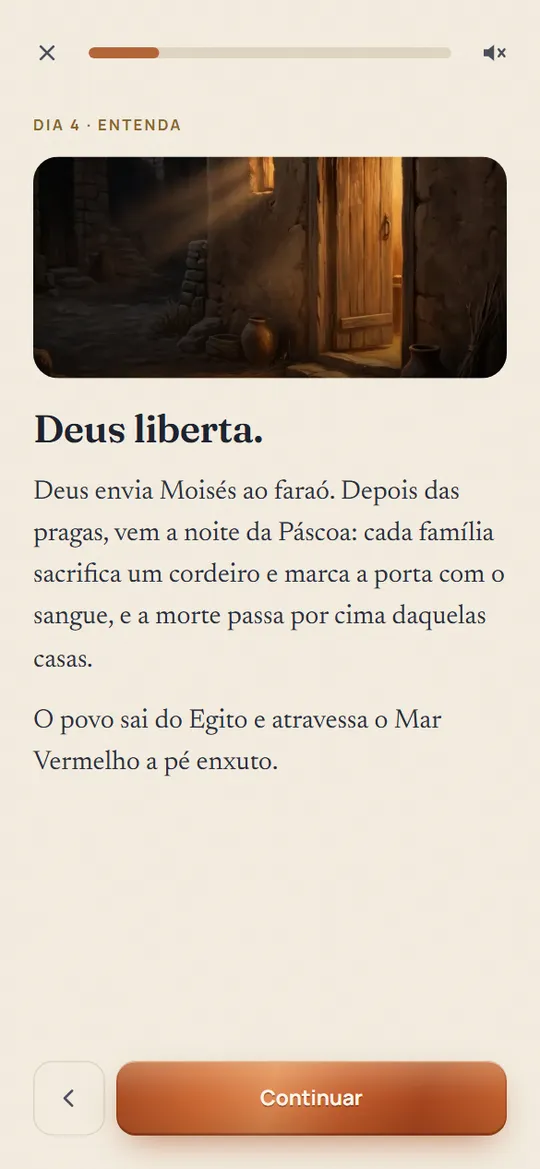 DIA 4 · ENTENDA
Deus liberta.
Deus envia Moisés ao faraó. Depois das
pragas, vem a noite da Páscoa: cada família
sacrifica um cordeiro e marca a porta com o
sangue, e a morte passa por cima daquelas
casas.
O povo sai do Egito e atravessa o Mar
Vermelho a pé enxuto.
Continuar